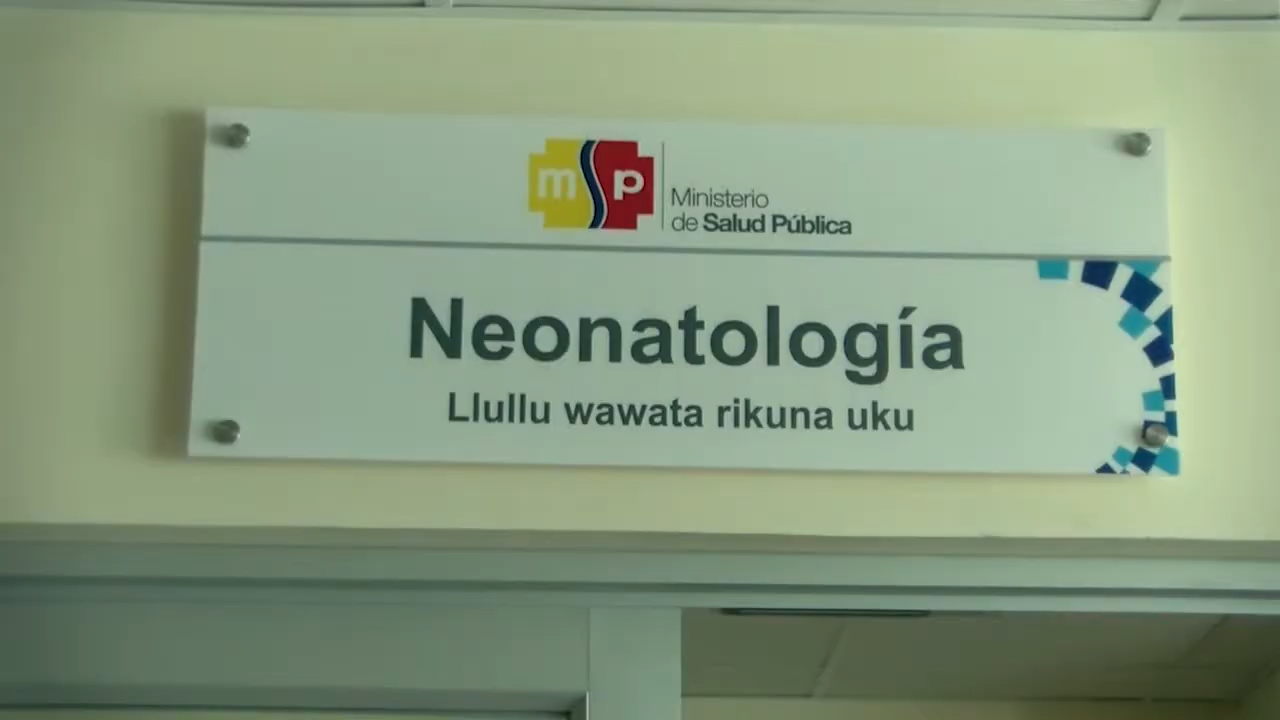 msp
Ministerio
de Salud Pública
Neonatología
Llullu wawata rikuna uku